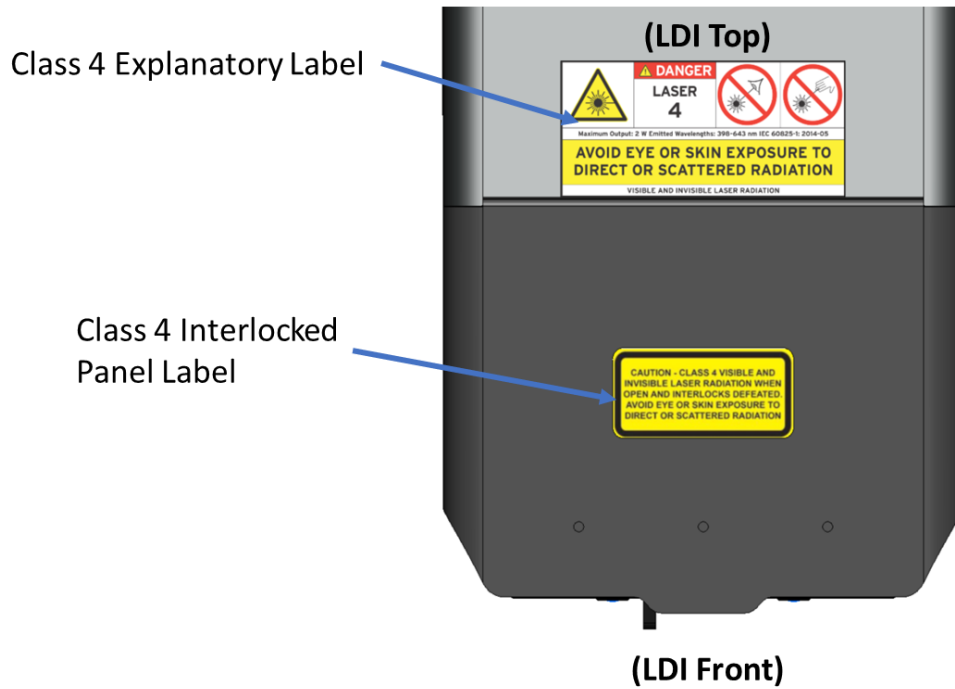 (LDI Top)
Class 4 Explanatory Label
DANGER
LASER
4
Maximum Output: 2 W Emitted Wavelengths: 398-643 nm IEC 60825-1: 2014-05
AVOID EYE OR SKIN EXPOSURE TO
DIRECT OR SCATTERED RADIATION
VISIBLE AND INVISIBLE LASER RADIATION
Class 4 Interlocked
Panel Label
CAUTION - CLASS 4 VISIBLE AND
INVISIBLE LASER RADIATION WHEN
OPEN AND INTERLOCKS DEFEATED.
AVOID EYE OR SKIN EXPOSURE TO
DIRECT OR SCATTERED RADIATION
(LDI Front)